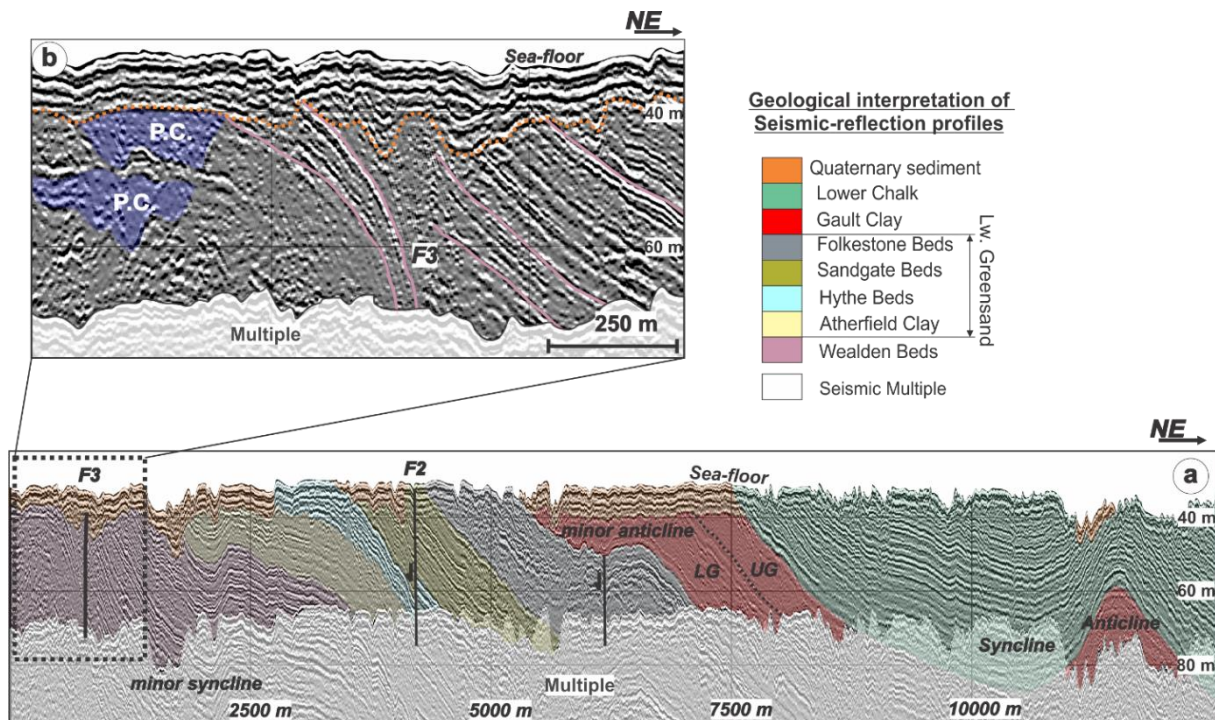 NE
b
Sea-floor
P.C.
40 m
P.C.
F3
60 m
Multiple
250 m
Geological interpretation of
Seismic-reflection profiles
Quaternary sediment
Lower Chalk
Gault Clay
Folkestone Beds
Sandgate Beds
Hythe Beds
Atherfield Clay
Wealden Beds
Seismic Multiple
Lw. Greensand
NE
F3
F2
Sea-floor
a
40 m
minor anticline
LG
UG
60 m
Anticline
Syncline
80 m
minor syncline
Multiple
2500 m
5000 m
7500 m
10000 m